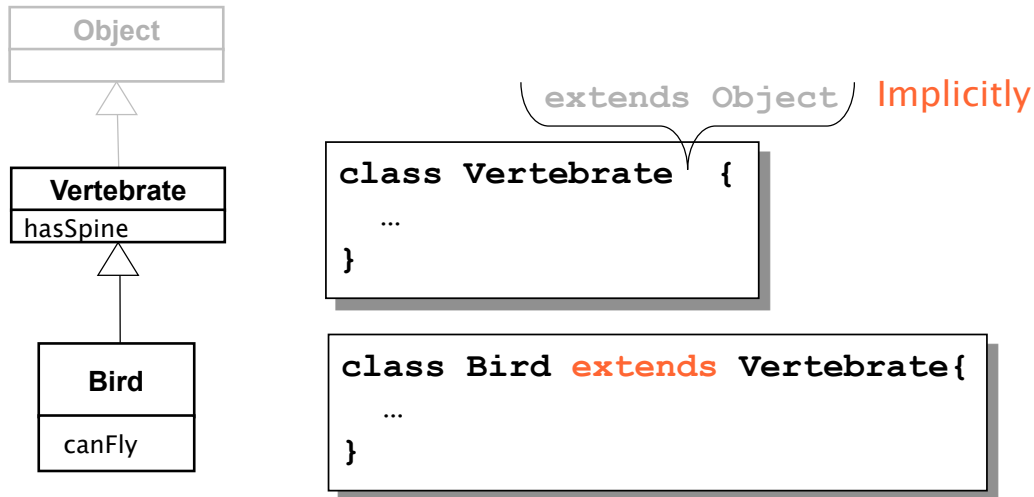 Object
Vertebrate
hasSpine
Bird
canFly
extends Object Implicitly
class Vertebrate {
…
}
class Bird extends Vertebrate{
…
}